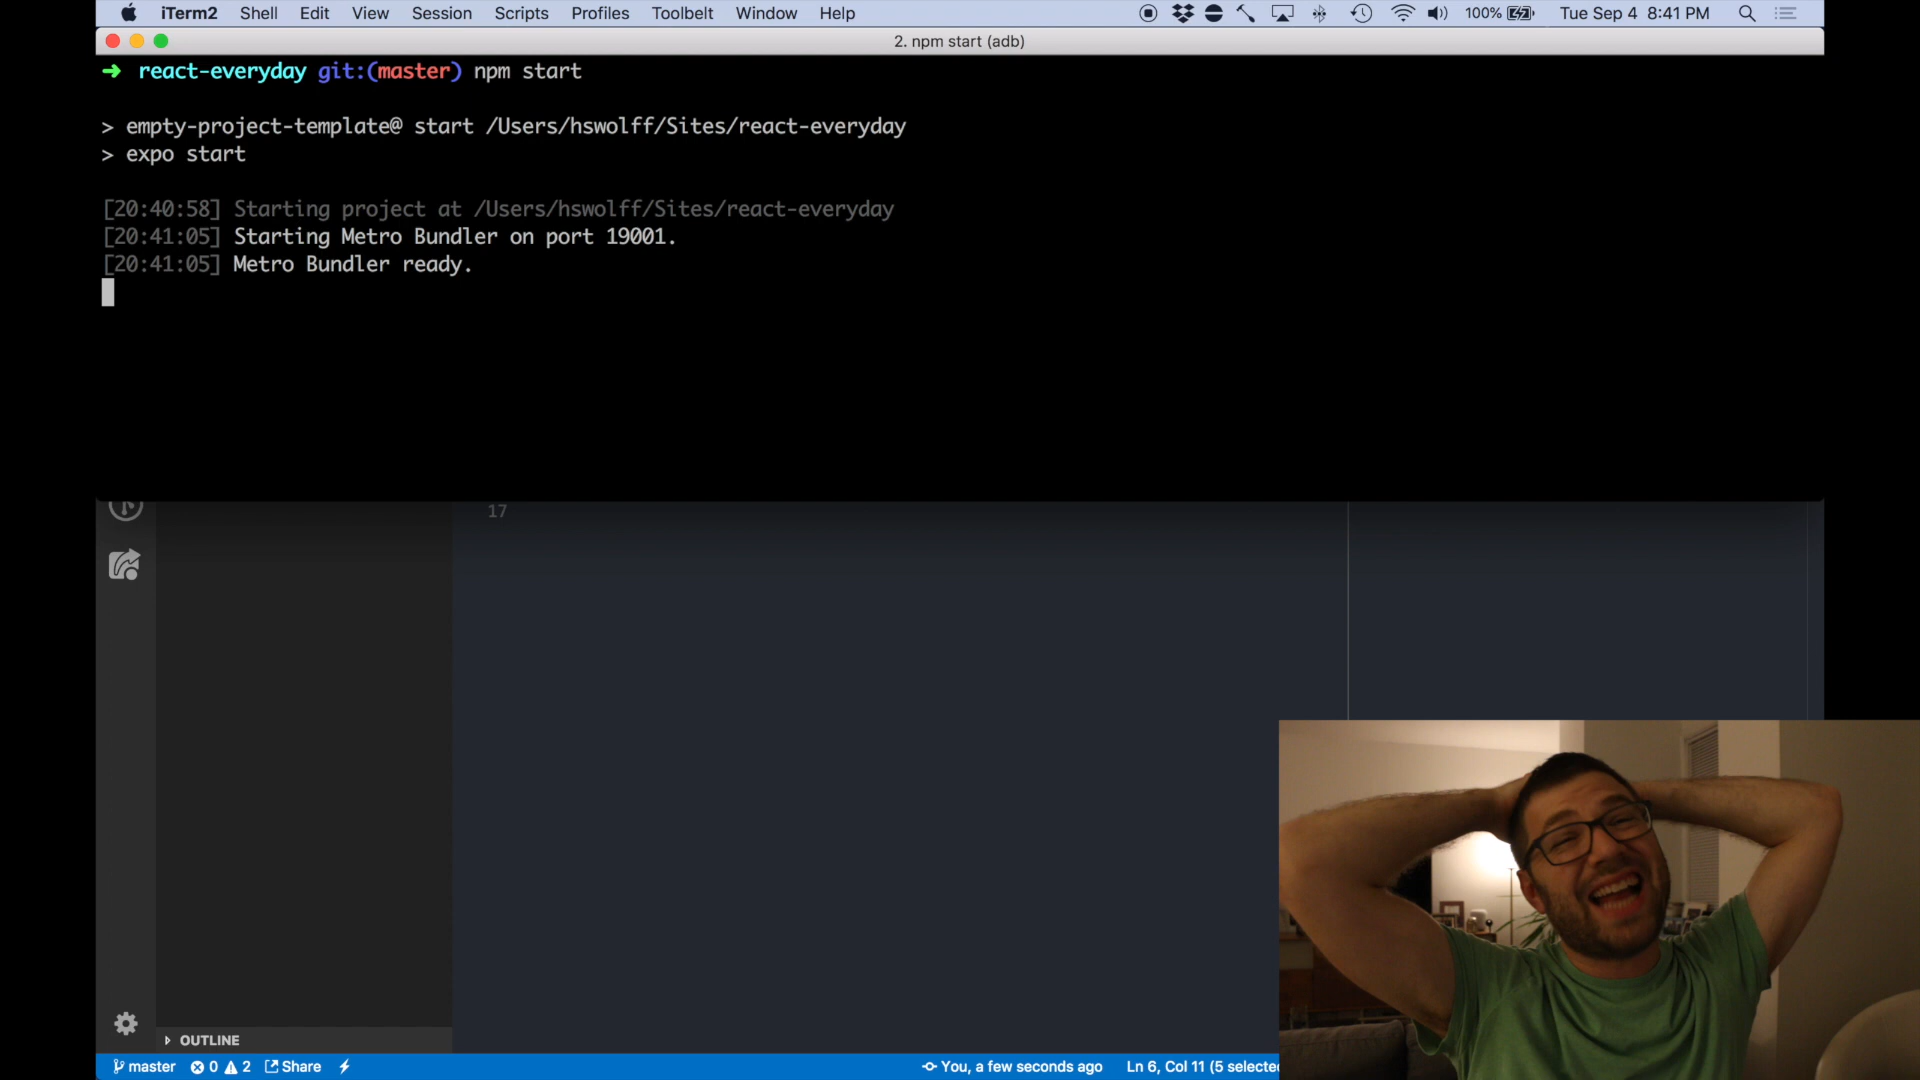 iTerm2 Shell Edit View Session Scripts Profiles Toolbelt Window Help 100% Tue Sep 4 8:41 PM
2. npm start (adb)
→ react-everyday git:(master) npm start
> empty-project-template@ start /Users/hswolff/Sites/react-everyday
> expo start
[20:40:58] Starting project at /Users/hswolff/Sites/react-everyday
[20:41:05] Starting Metro Bundler on port 19001.
[20:41:05] Metro Bundler ready.
17
OUTLINE
master 0 2 Share You, a few seconds ago Ln 6, Col 11 (5 selected